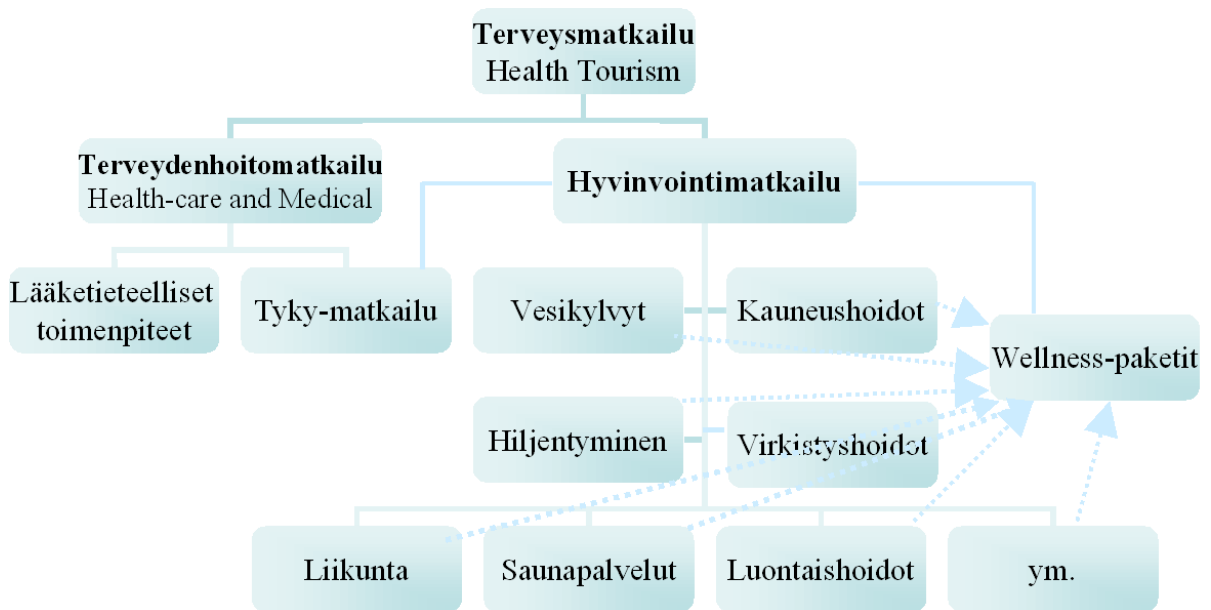 Terveysmatkailu
Health Tourism
Terveydenhoitomatkailu
Health-care and Medical
Hyvinvointimatkailu
Lääketieteelliset
toimenpiteet
Tyky-matkailu
Vesikylvyt
Kauneushoidot
Wellness-paketit
Hiljentyminen
Virkistyshoidot
Liikunta
Saunapalvelut
Luontaishoidot
ym.